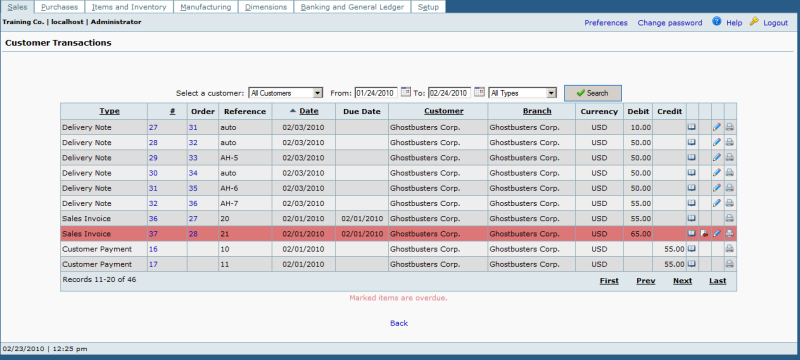 Sales Purchases Items and Inventory Manufacturing Dimensions Banking and General Ledger Setup
Training Co. | localhost | Administrator Preferences Change password Help Logout
Customer Transactions
Select a customer: All Customers From: 01/24/2010 To: 02/24/2010 All Types Search
Type # Order Reference Date Due Date Customer Branch Currency Debit Credit
Delivery Note 27 31 auto 02/03/2010 Ghostbusters Corp. Ghostbusters Corp. USD 10.00
Delivery Note 28 32 auto 02/03/2010 Ghostbusters Corp. Ghostbusters Corp. USD 50.00
Delivery Note 29 33 AH-5 02/03/2010 Ghostbusters Corp. Ghostbusters Corp. USD 50.00
Delivery Note 30 34 auto 02/03/2010 Ghostbusters Corp. Ghostbusters Corp. USD 50.00
Delivery Note 31 35 AH-6 02/03/2010 Ghostbusters Corp. Ghostbusters Corp. USD 50.00
Delivery Note 32 36 AH-7 02/03/2010 Ghostbusters Corp. Ghostbusters Corp. USD 55.00
Sales Invoice 36 27 20 02/01/2010 02/01/2010 Ghostbusters Corp. Ghostbusters Corp. USD 55.00
Sales Invoice 37 28 21 02/01/2010 02/01/2010 Ghostbusters Corp. Ghostbusters Corp. USD 65.00
Customer Payment 16 10 02/01/2010 Ghostbusters Corp. Ghostbusters Corp. USD 55.00
Customer Payment 17 11 02/01/2010 Ghostbusters Corp. Ghostbusters Corp. USD 55.00
Records 11-20 of 46 First Prev Next Last
Marked items are overdue.
Back
02/23/2010 | 12:25 pm